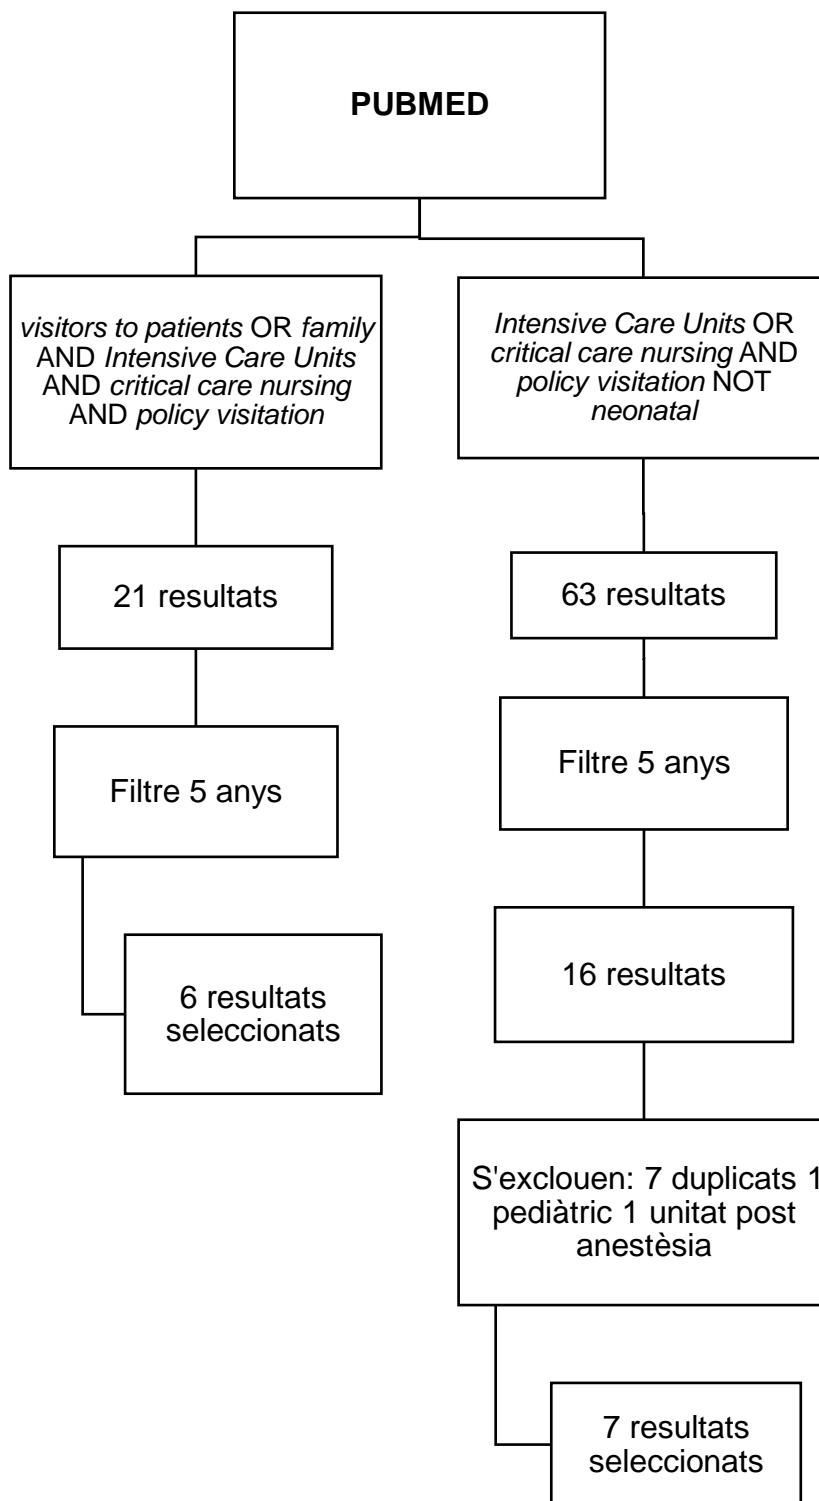 PUBMED
visitors to patients OR family
AND Intensive Care Units
AND critical care nursing
AND policy visitation
21 resultats
Filtre 5 anys
6 resultats
seleccionats
Intensive Care Units OR
critical care nursing AND
policy visitation NOT
neonatal
63 resultats
Filtre 5 anys
16 resultats
S'exclouen: 7 duplicats 1
pediàtric 1 unitat post
anestèsia
7 resultats
seleccionats